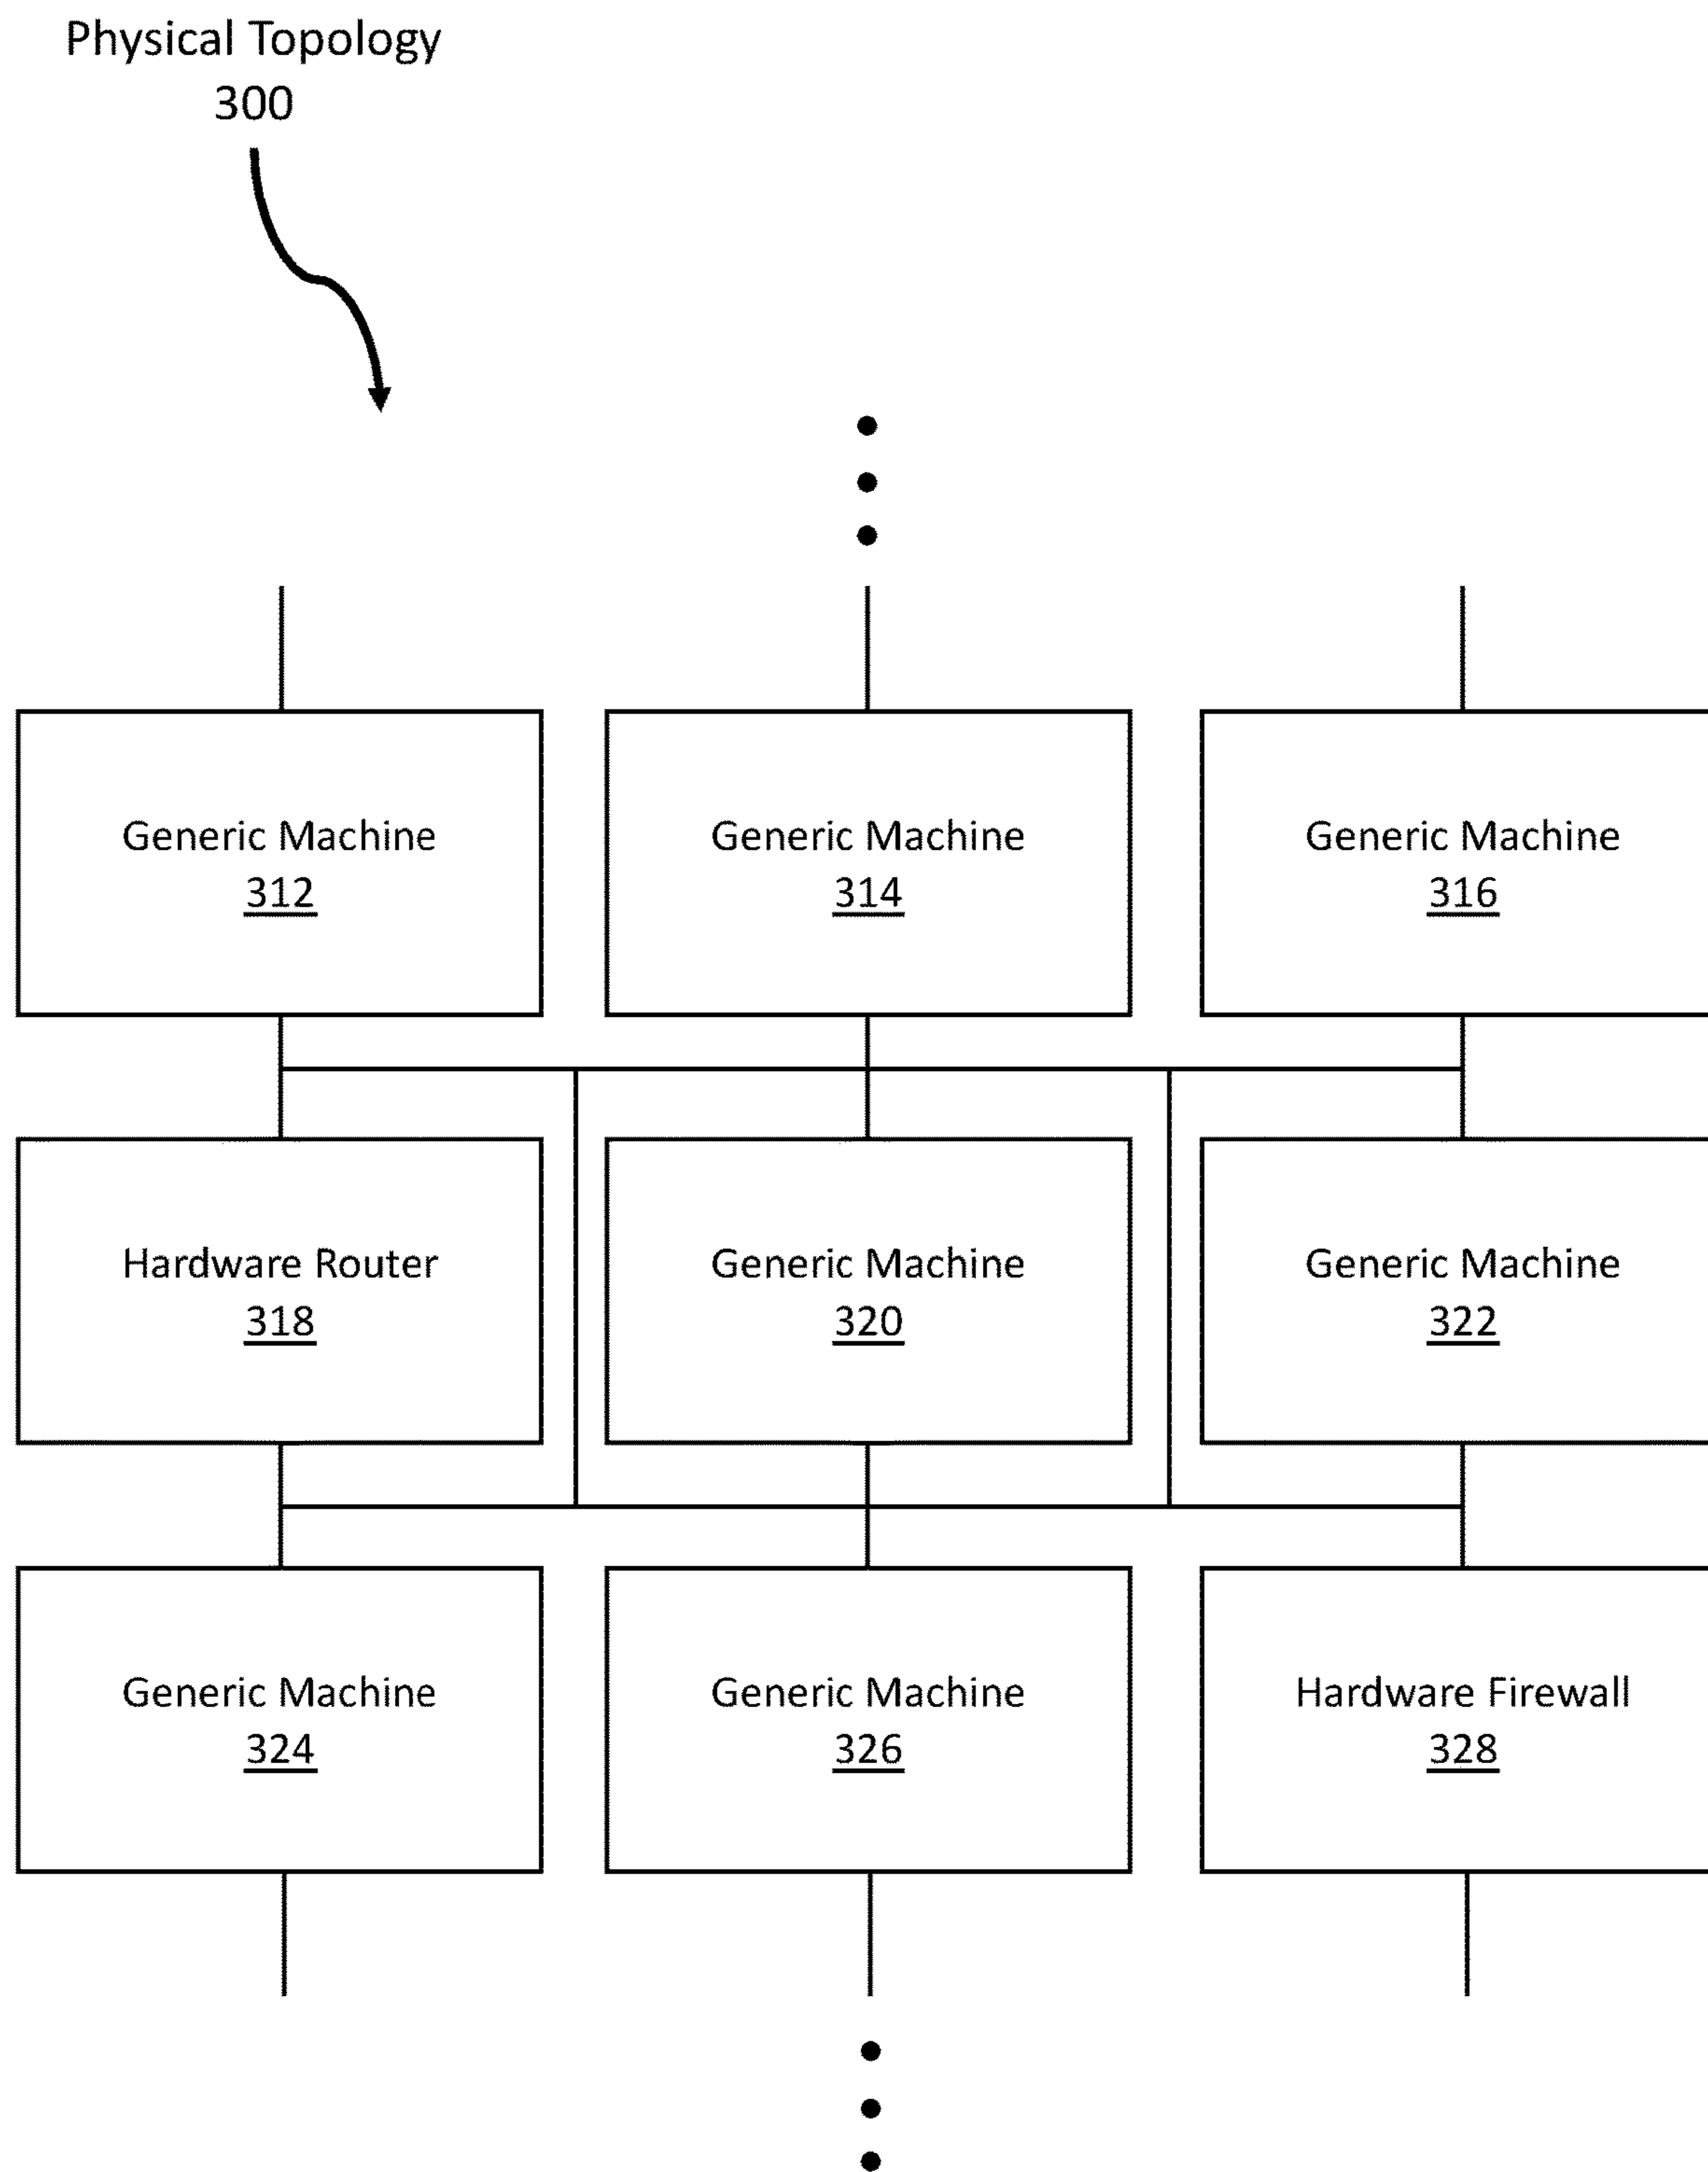 Physical Topology
300
Generic Machine
312
Generic Machine
314
Generic Machine
316
Hardware Router
318
Generic Machine
320
Generic Machine
322
Generic Machine
324
Generic Machine
326
Hardware Firewall
328